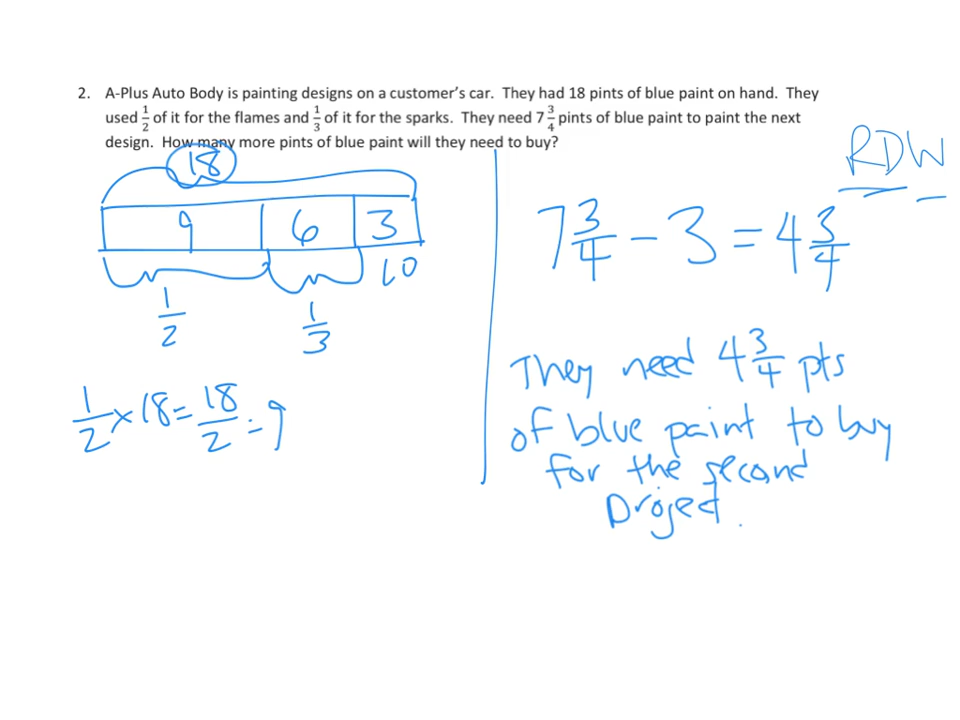 2. A-Plus Auto Body is painting designs on a customer's car. They had 18 pints of blue paint on hand. They
used 1/2 of it for the flames and 1/3 of it for the sparks. They need 7 3/4 pints of blue paint to paint the next
design. How many more pints of blue paint will they need to buy?
RDW
18
9 6 3
LO
1/2 1/3
1/2 × 18 = 18/2 = 9
7 3/4 - 3 = 4 3/4
They need 4 3/4 pts
of blue paint to buy
for the second
project.